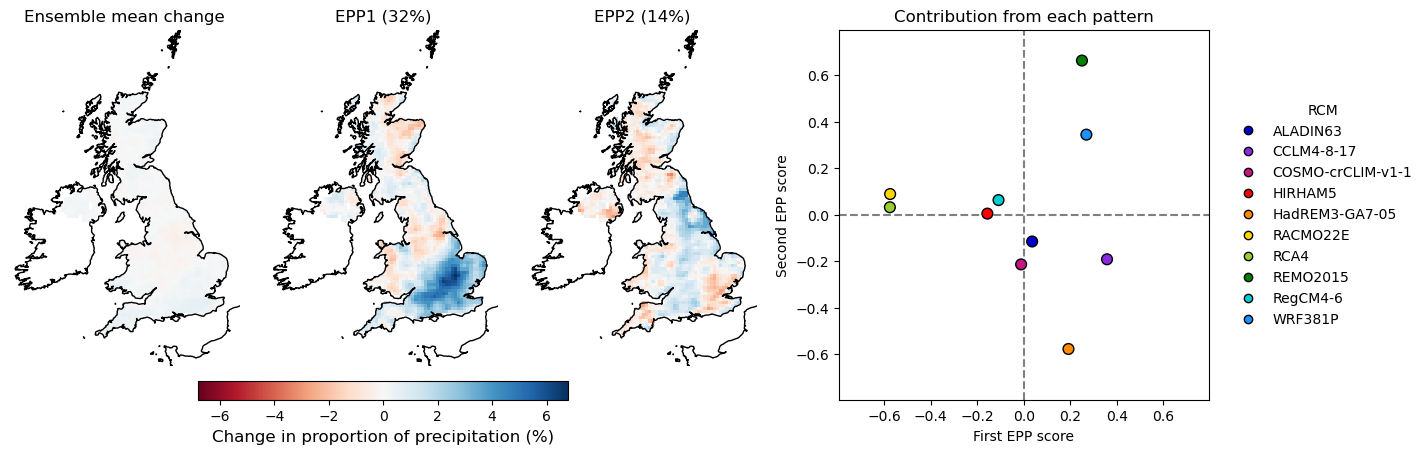 Ensemble mean change
EPP1 (32%)
EPP2 (14%)
−6 −4 −2 0 2 4 6
Change in proportion of precipitation (%)
Contribution from each pattern
Second EPP score
0.6
0.4
0.2
0.0
−0.2
−0.4
−0.6
−0.6 −0.4 −0.2 0.0 0.2 0.4 0.6
First EPP score
RCM
ALADIN63
CCLM4-8-17
COSMO-crCLIM-v1-1
HIRHAM5
HadREM3-GA7-05
RACMO22E
RCA4
REMO2015
RegCM4-6
WRF381P